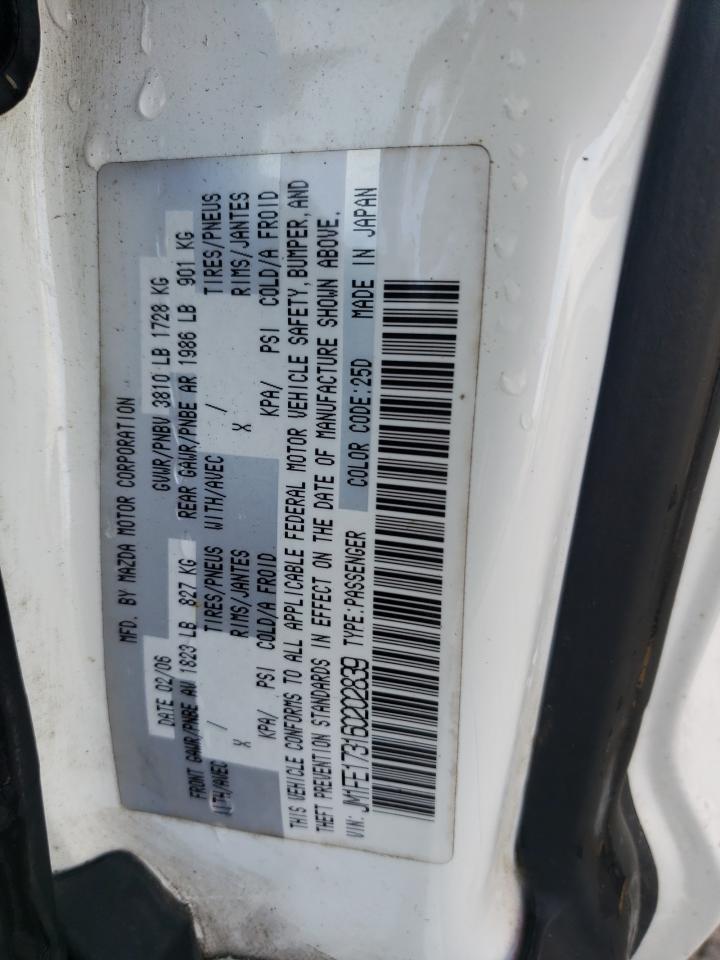 MFD. BY MAZDA MOTOR CORPORATION
DATE 02/06 GVWR/PNBV 3810 LB 1728 KG
FRONT GAWR/PNBE AV 1823 LB 827 KG REAR GAWR/PNBE AR 1986 LB 901 KG
WITH/AVEC / TIRES/PNEUS WITH/AVEC / TIRES/PNEUS
X RIMS/JANTES X RIMS/JANTES
KPA/ PSI COLD/A FROID KPA/ PSI COLD/A FROID
THIS VEHICLE CONFORMS TO ALL APPLICABLE FEDERAL MOTOR VEHICLE SAFETY, BUMPER, AND
THEFT PREVENTION STANDARDS IN EFFECT ON THE DATE OF MANUFACTURE SHOWN ABOVE.
VIN: JM1FE173160202839 TYPE:PASSENGER COLOR CODE:25D MADE IN JAPAN